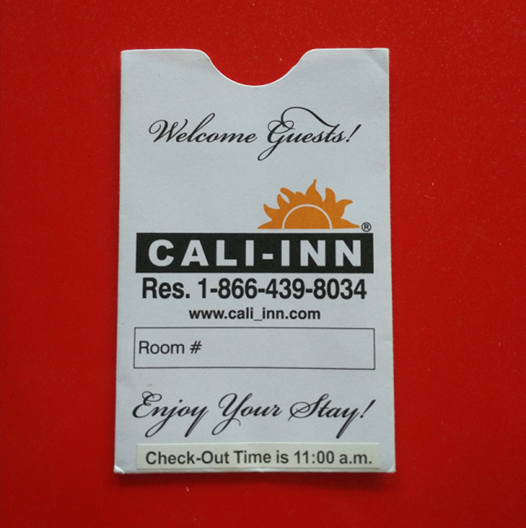 Welcome Guests!
®
CALI-INN
Res. 1-866-439-8034
www.cali_inn.com
Room #
Enjoy Your Stay!
Check-Out Time is 11:00 a.m.